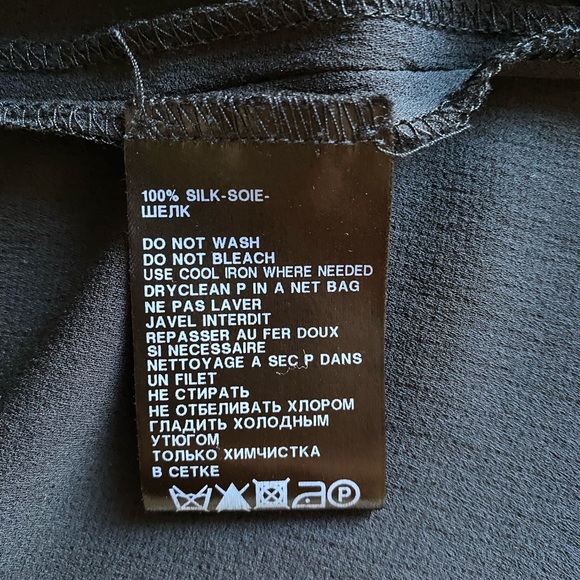 100% SILK-SOIE-
ШЕЛК
DO NOT WASH
DO NOT BLEACH
USE COOL IRON WHERE NEEDED
DRYCLEAN P IN A NET BAG
NE PAS LAVER
JAVEL INTERDIT
REPASSER AU FER DOUX
SI NECESSAIRE
NETTOYAGE A SEC P DANS
UN FILET
НЕ СТИРАТЬ
НЕ ОТБЕЛИВАТЬ ХЛОРОМ
ГЛАДИТЬ ХОЛОДНЫМ
УТЮГОМ
ТОЛЬКО ХИМЧИСТКА
В СЕТКЕ
P